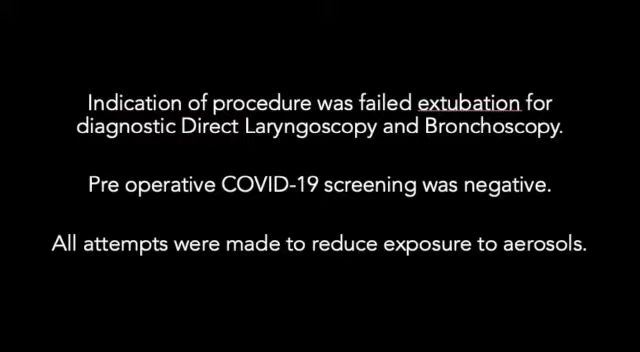 Indication of procedure was failed extubation for
diagnostic Direct Laryngoscopy and Bronchoscopy.
Pre operative COVID-19 screening was negative.
All attempts were made to reduce exposure to aerosols.